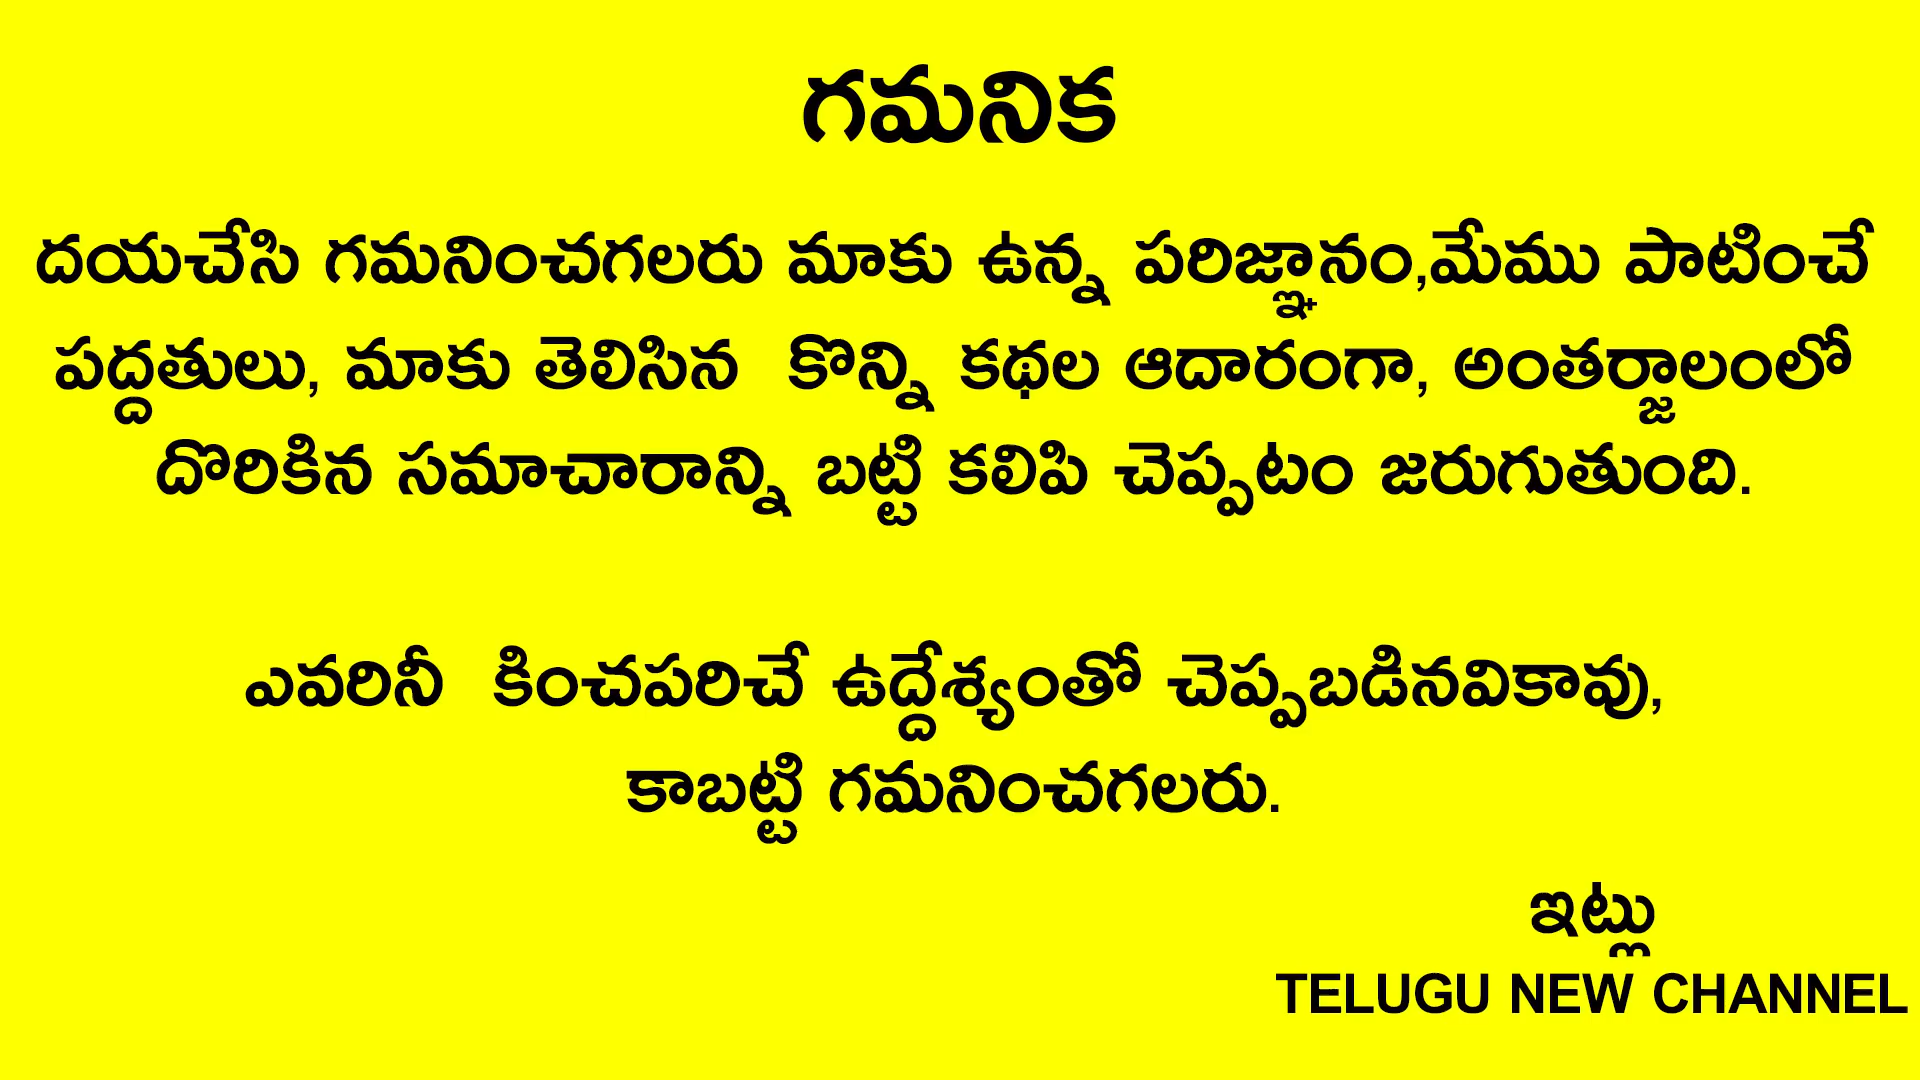 గమనిక
దయచేసి గమనించగలరు మాకు ఉన్న పరిజ్ఞానం,మేము పాటించే
పద్దతులు, మాకు తెలిసిన కొన్ని కథల ఆదారంగా, అంతర్జాలంలో
దొరికిన సమాచారాన్ని బట్టి కలిపి చెప్పటం జరుగుతుంది.
ఎవరినీ కించపరిచే ఉద్దేశ్యంతో చెప్పబడినవికావు,
కాబట్టి గమనించగలరు.
ఇట్లు
TELUGU NEW CHANNEL